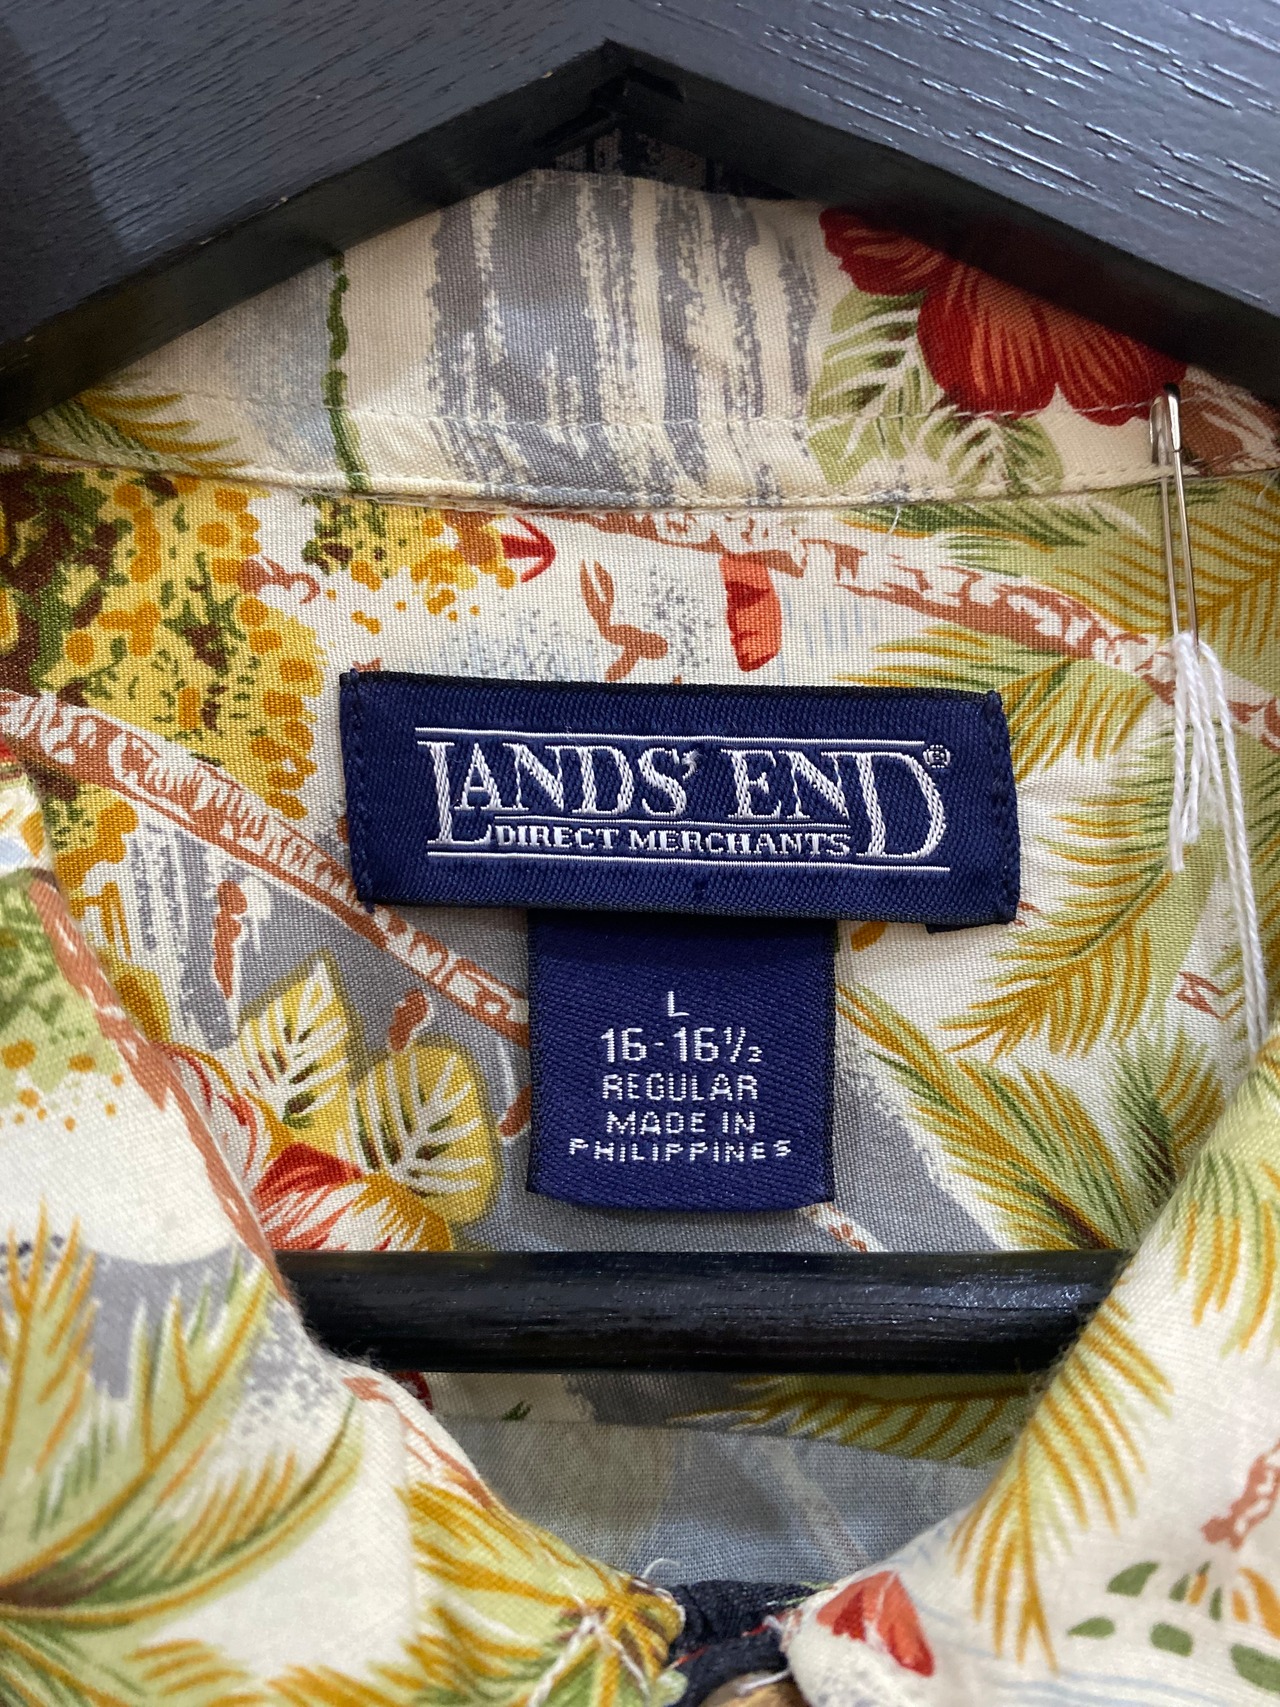 LANDS' END®
DIRECT MERCHANTS
L
16-16½
REGULAR
MADE IN
PHILIPPINES